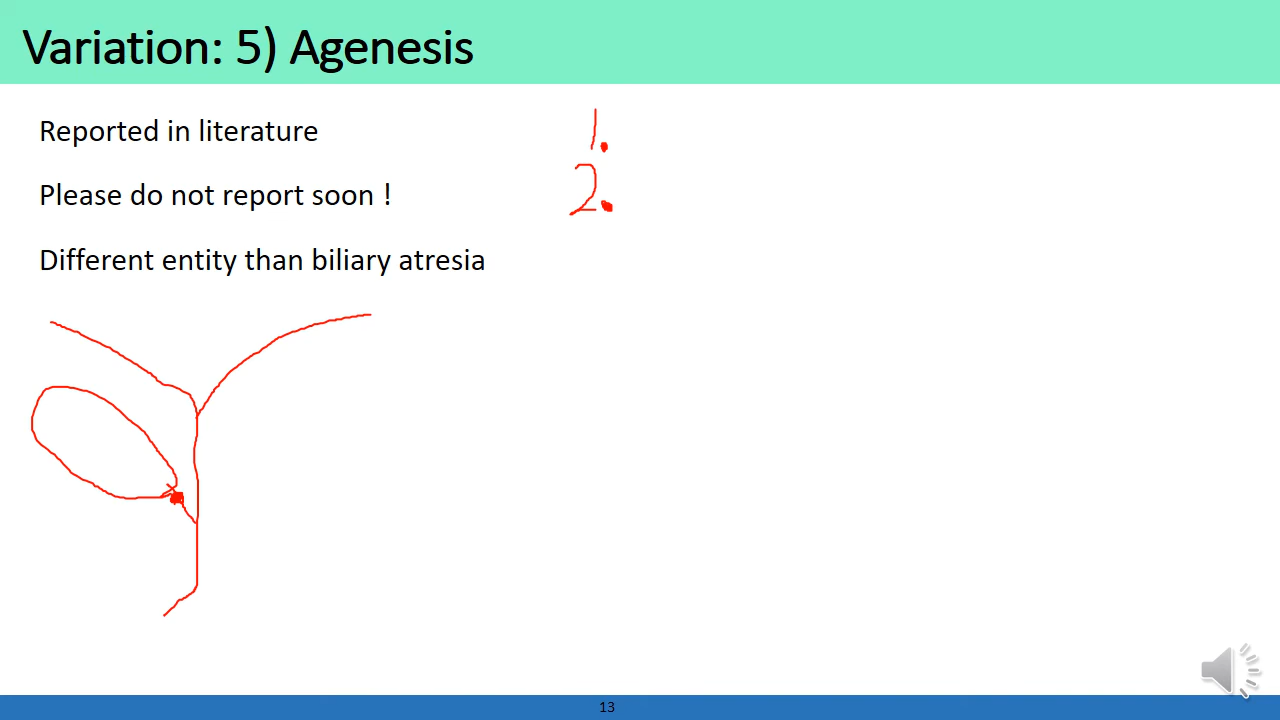 Variation: 5) Agenesis
Reported in literature
1.
Please do not report soon !
2.
Different entity than biliary atresia
13